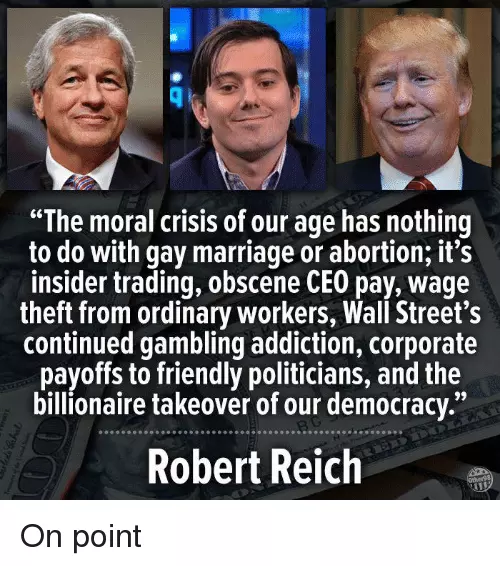 “The moral crisis of our age has nothing
to do with gay marriage or abortion; it’s
insider trading, obscene CEO pay, wage
theft from ordinary workers, Wall Street’s
continued gambling addiction, corporate
payoffs to friendly politicians, and the
billionaire takeover of our democracy.”
Robert Reich
On point